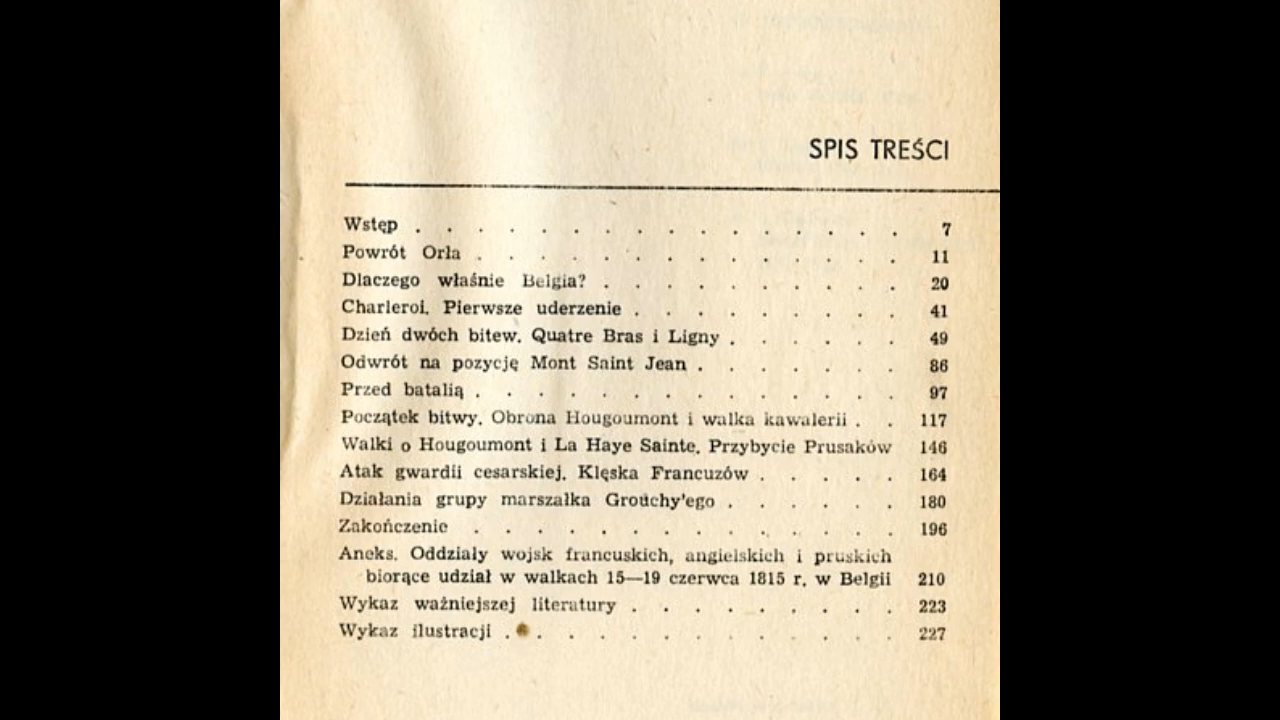 SPIS TREŚCI
Wstęp . . . . . . . . . . . . . . . . . 7
Powrót Orła . . . . . . . . . . . . . . 11
Dlaczego właśnie Belgia? . . . . . . . . . . 20
Charleroi. Pierwsze uderzenie . . . . . . . . . 41
Dzień dwóch bitew. Quatre Bras i Ligny . . . . . . 49
Odwrót na pozycję Mont Saint Jean . . . . . . . 86
Przed batalią . . . . . . . . . . . . . . 97
Początek bitwy. Obrona Hougoumont i walka kawalerii . . 117
Walki o Hougoumont i La Haye Sainte. Przybycie Prusaków 146
Atak gwardii cesarskiej. Klęska Francuzów . . . . . 164
Działania grupy marszałka Grouchy'ego . . . . . . 180
Zakończenie . . . . . . . . . . . . . . 196
Aneks. Oddziały wojsk francuskich, angielskich i pruskich
biorące udział w walkach 15—19 czerwca 1815 r. w Belgii 210
Wykaz ważniejszej literatury . . . . . . . . . 223
Wykaz ilustracji . . . . . . . . . . . . . 227